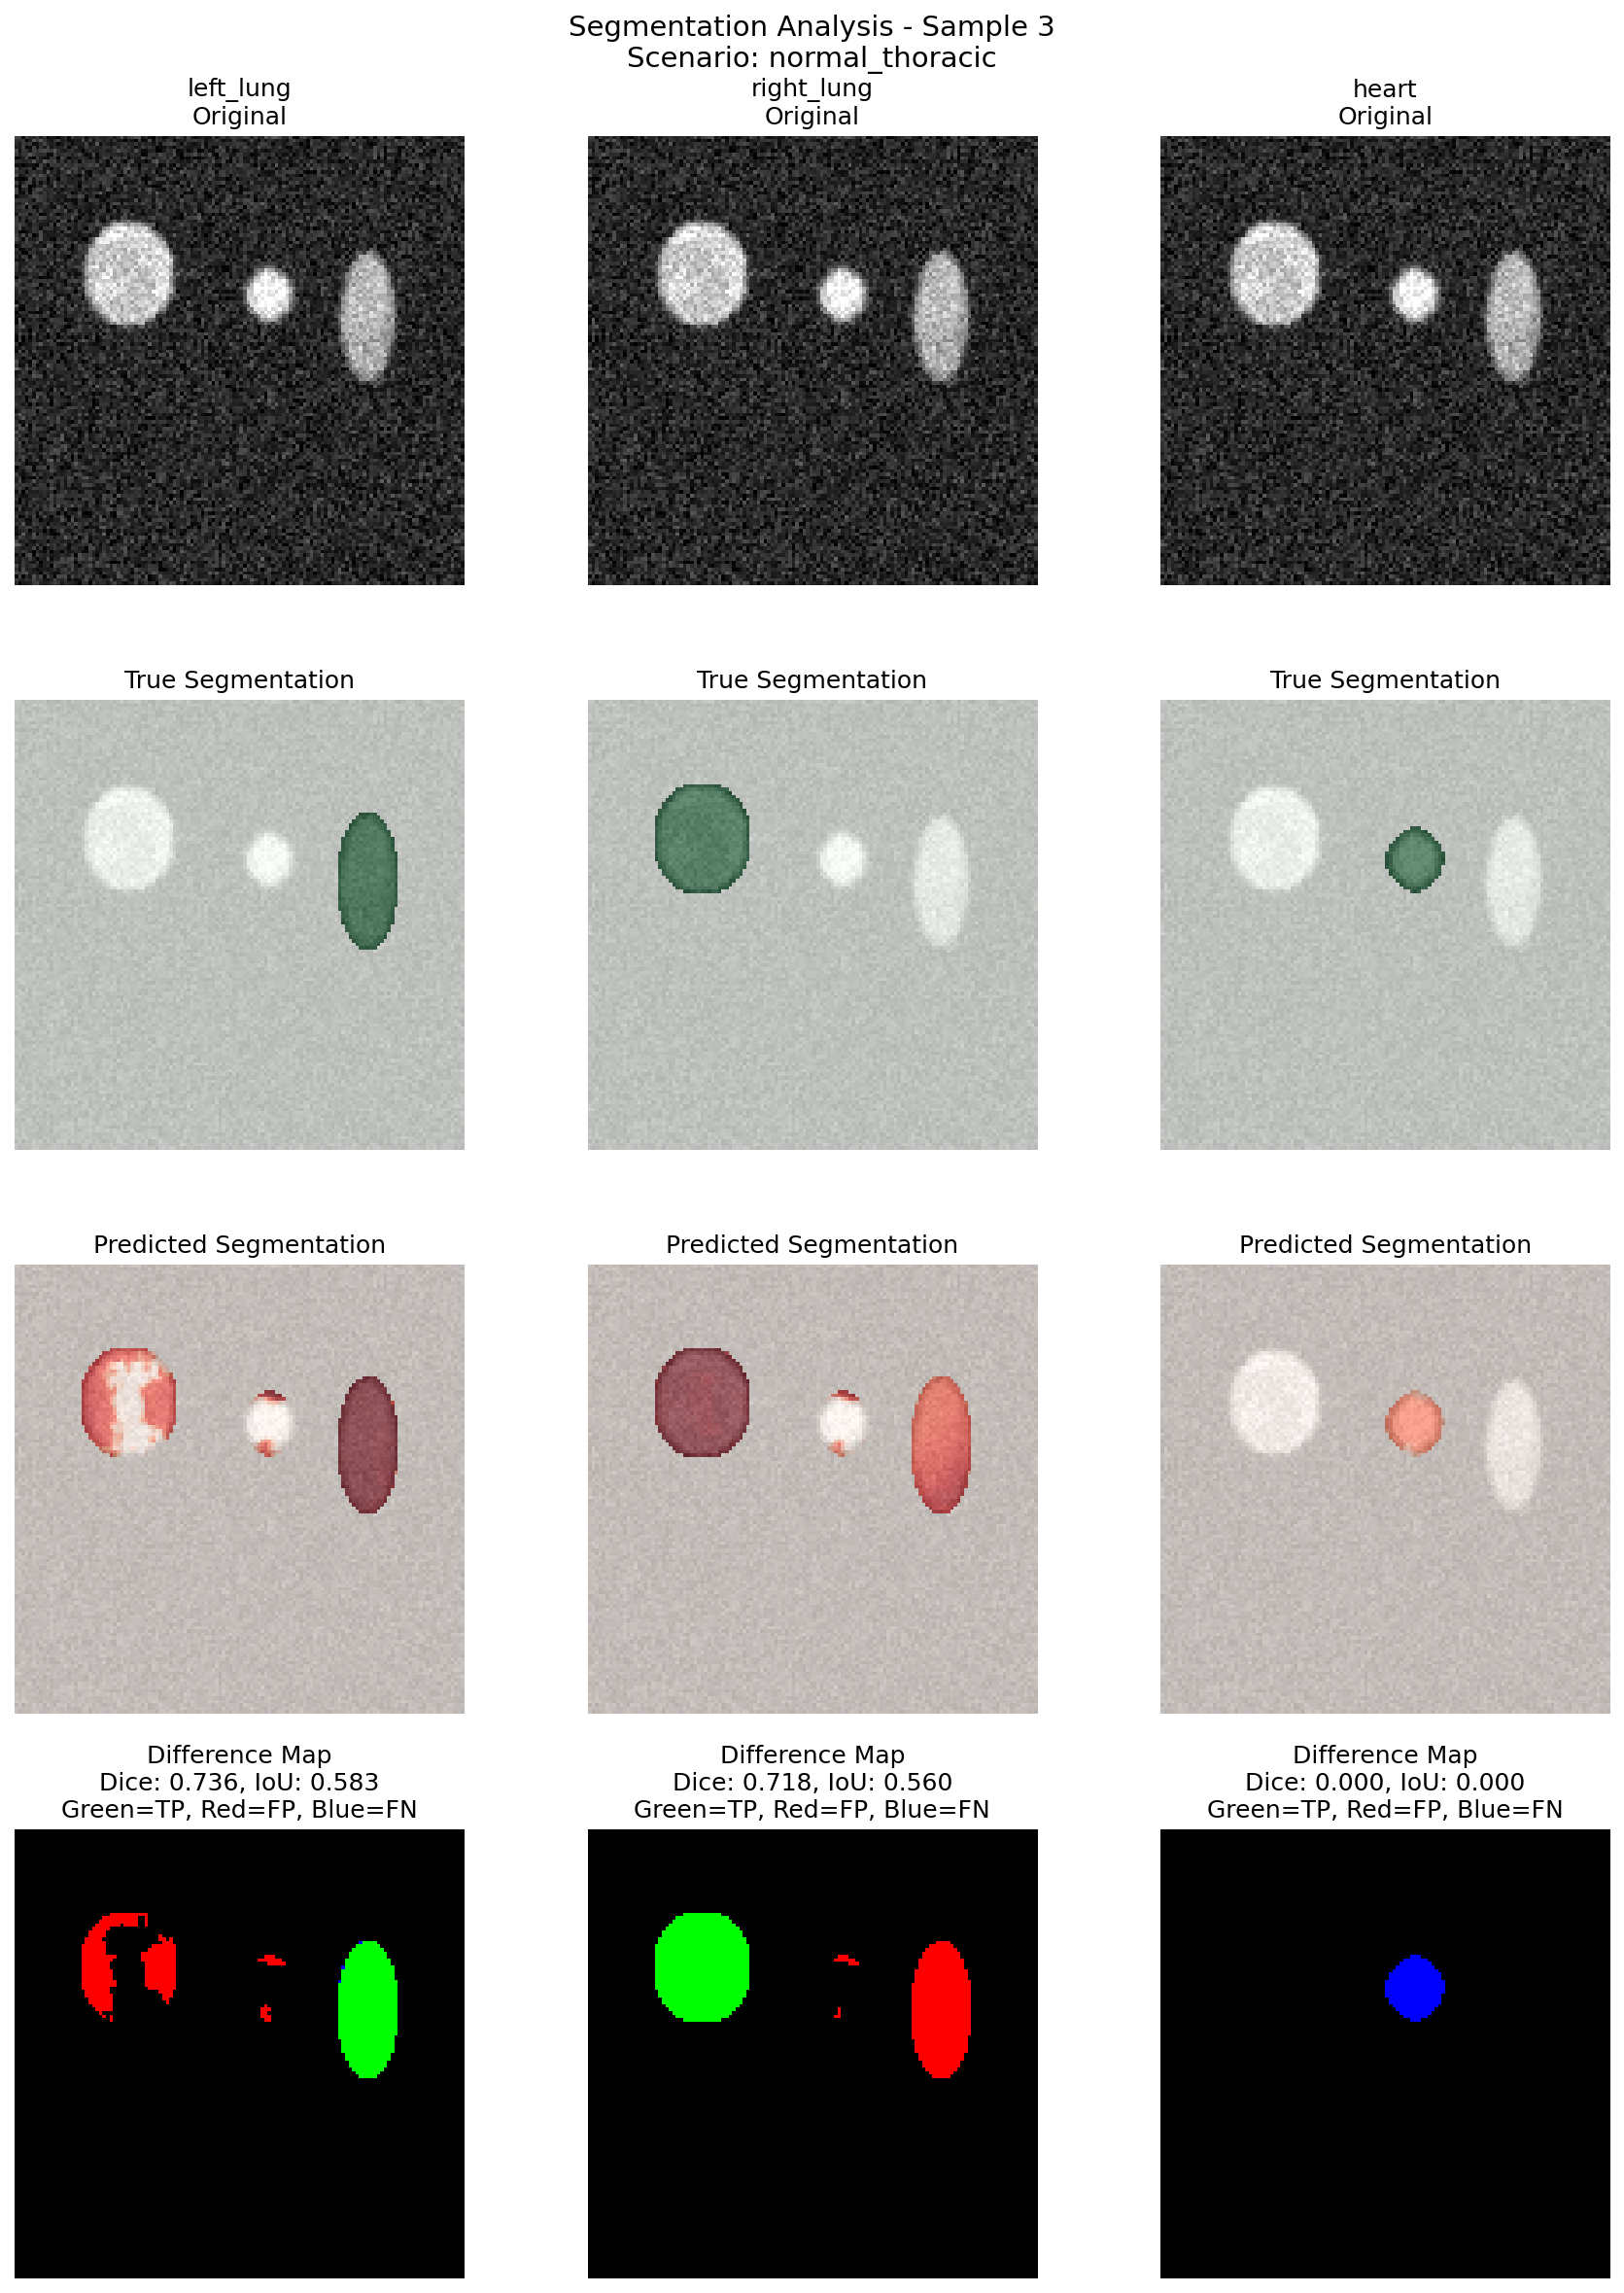 Segmentation Analysis - Sample 3
Scenario: normal_thoracic
left_lung
Original
right_lung
Original
heart
Original
True Segmentation
True Segmentation
True Segmentation
Predicted Segmentation
Predicted Segmentation
Predicted Segmentation
Difference Map
Dice: 0.736, IoU: 0.583
Green=TP, Red=FP, Blue=FN
Difference Map
Dice: 0.718, IoU: 0.560
Green=TP, Red=FP, Blue=FN
Difference Map
Dice: 0.000, IoU: 0.000
Green=TP, Red=FP, Blue=FN